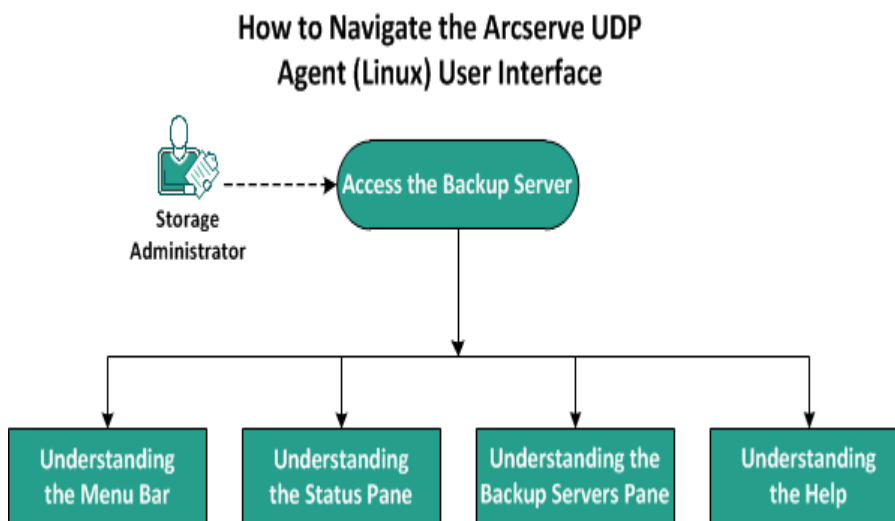 How to Navigate the Arcserve UDP
Agent (Linux) User Interface
Access the Backup Server
Storage
Administrator
Understanding
the Menu Bar
Understanding
the Status Pane
Understanding the
Backup Servers Pane
Understanding
the Help